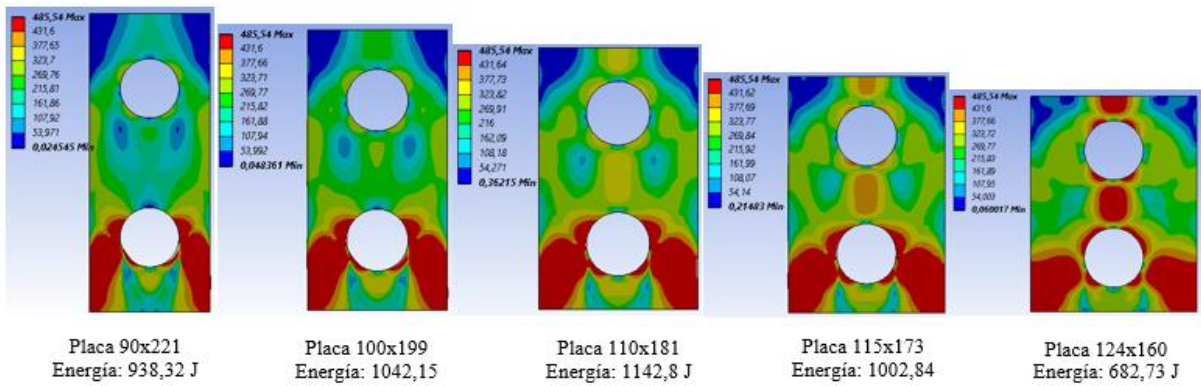 485,54 Max
431,6
377,65
323,7
269,76
215,81
161,86
107,92
53,971
0,024545 Min
485,54 Max
431,6
377,66
323,71
269,77
215,82
161,88
107,94
53,992
0,048361 Min
485,54 Max
431,64
377,73
323,82
269,91
216
162,09
108,18
54,271
0,36215 Min
485,54 Max
431,62
377,69
323,77
269,84
215,92
161,99
108,07
54,14
0,21483 Min
485,54 Max
431,6
377,66
323,72
269,77
215,83
161,89
107,95
54,003
0,060017 Min
Placa 90x221
Energía: 938,32 J
Placa 100x199
Energía: 1042,15
Placa 110x181
Energía: 1142,8 J
Placa 115x173
Energía: 1002,84
Placa 124x160
Energía: 682,73 J